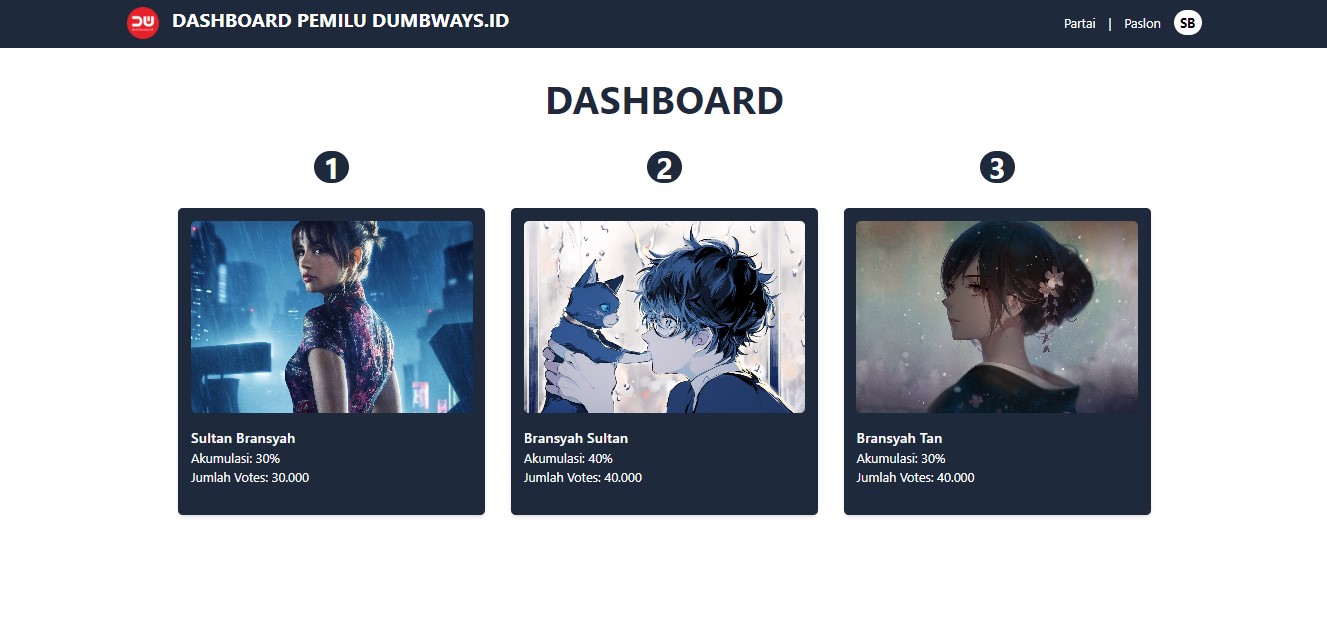 DW DASHBOARD PEMILU DUMBWAYS.ID Partai | Paslon SB
DASHBOARD
1 2 3
Sultan Bransyah
Akumulasi: 30%
Jumlah Votes: 30.000
Bransyah Sultan
Akumulasi: 40%
Jumlah Votes: 40.000
Bransyah Tan
Akumulasi: 30%
Jumlah Votes: 40.000